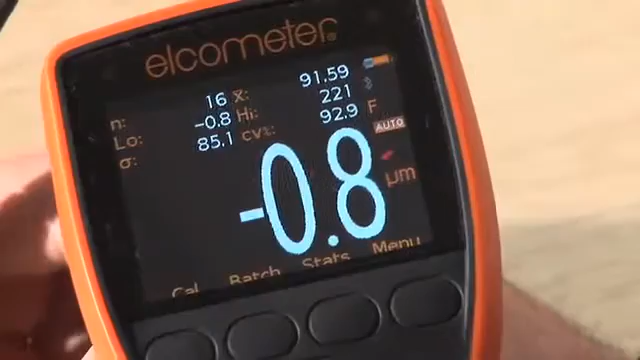 elcometer®
n: 16 x̄: 91.59
Lo: -0.8 Hi: 221
σ: 85.1 cv%: 92.9 F
AUTO
-0.8 µm
Cal Batch Stats Menu